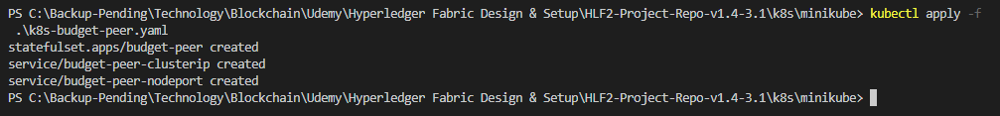 PS C:\Backup-Pending\Technology\Blockchain\Udemy\Hyperledger Fabric Design & Setup\HLF2-Project-Repo-v1.4-3.1\k8s\minikube> kubectl apply -f
.\k8s-budget-peer.yaml
statefulset.apps/budget-peer created
service/budget-peer-clusterip created
service/budget-peer-nodeport created
PS C:\Backup-Pending\Technology\Blockchain\Udemy\Hyperledger Fabric Design & Setup\HLF2-Project-Repo-v1.4-3.1\k8s\minikube>